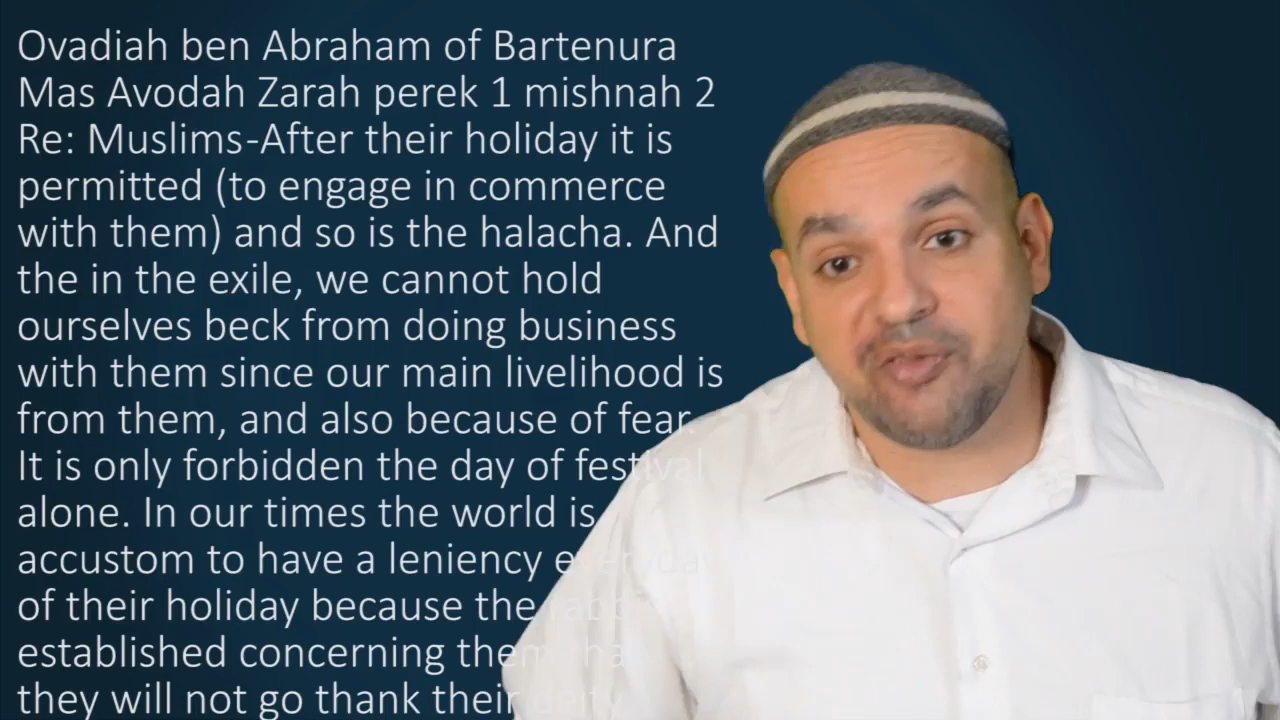 Ovadiah ben Abraham of Bartenura
Mas Avodah Zarah perek 1 mishnah 2
Re: Muslims-After their holiday it is
permitted (to engage in commerce
with them) and so is the halacha. And
the in the exile, we cannot hold
ourselves beck from doing business
with them since our main livelihood is
from them, and also because of fear.
It is only forbidden the day of festival
alone. In our times the world is
accustom to have a leniency
of their holiday because the
established concerning them
they will not go thank their deity